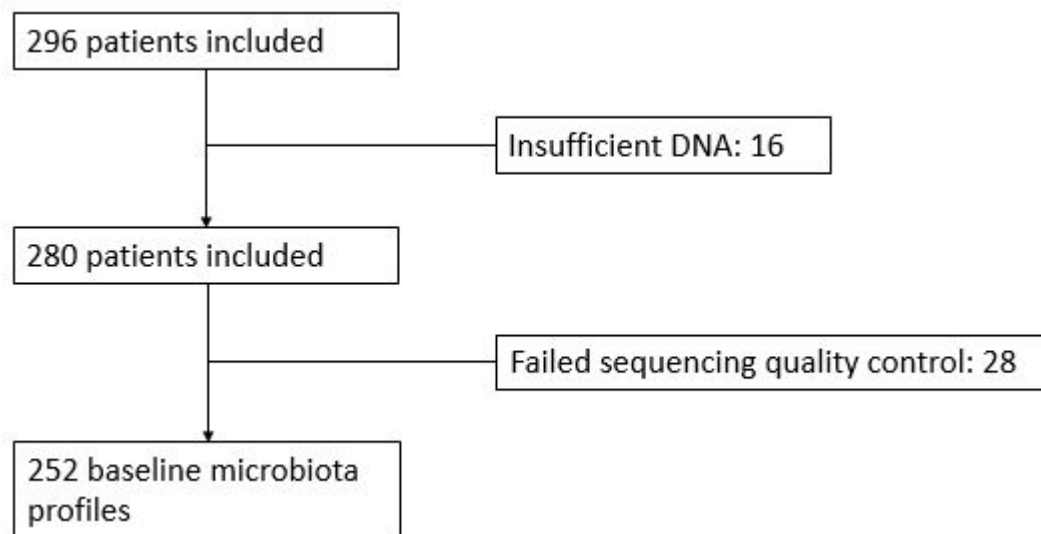 296 patients included
Insufficient DNA: 16
280 patients included
Failed sequencing quality control: 28
252 baseline microbiota
profiles